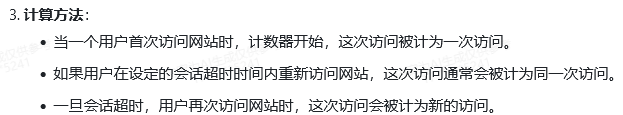 3. 计算方法：
• 当一个用户首次访问网站时，计数器开始，这次访问被计为一次访问。
• 如果用户在设定的会话超时时间内重新访问网站，这次访问通常会被计为同一次访问。
• 一旦会话超时，用户再次访问网站时，这次访问会被计为新的访问。